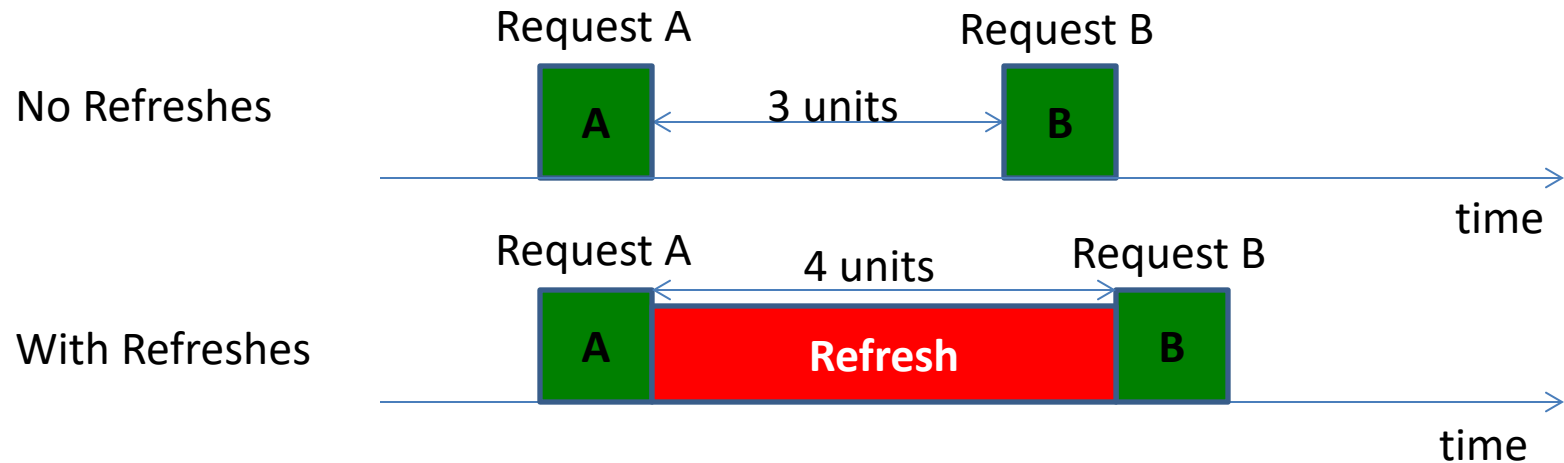 Request A
Request B
No Refreshes
A
3 units
B
time
Request A
4 units
Request B
With Refreshes
A
Refresh
B
time